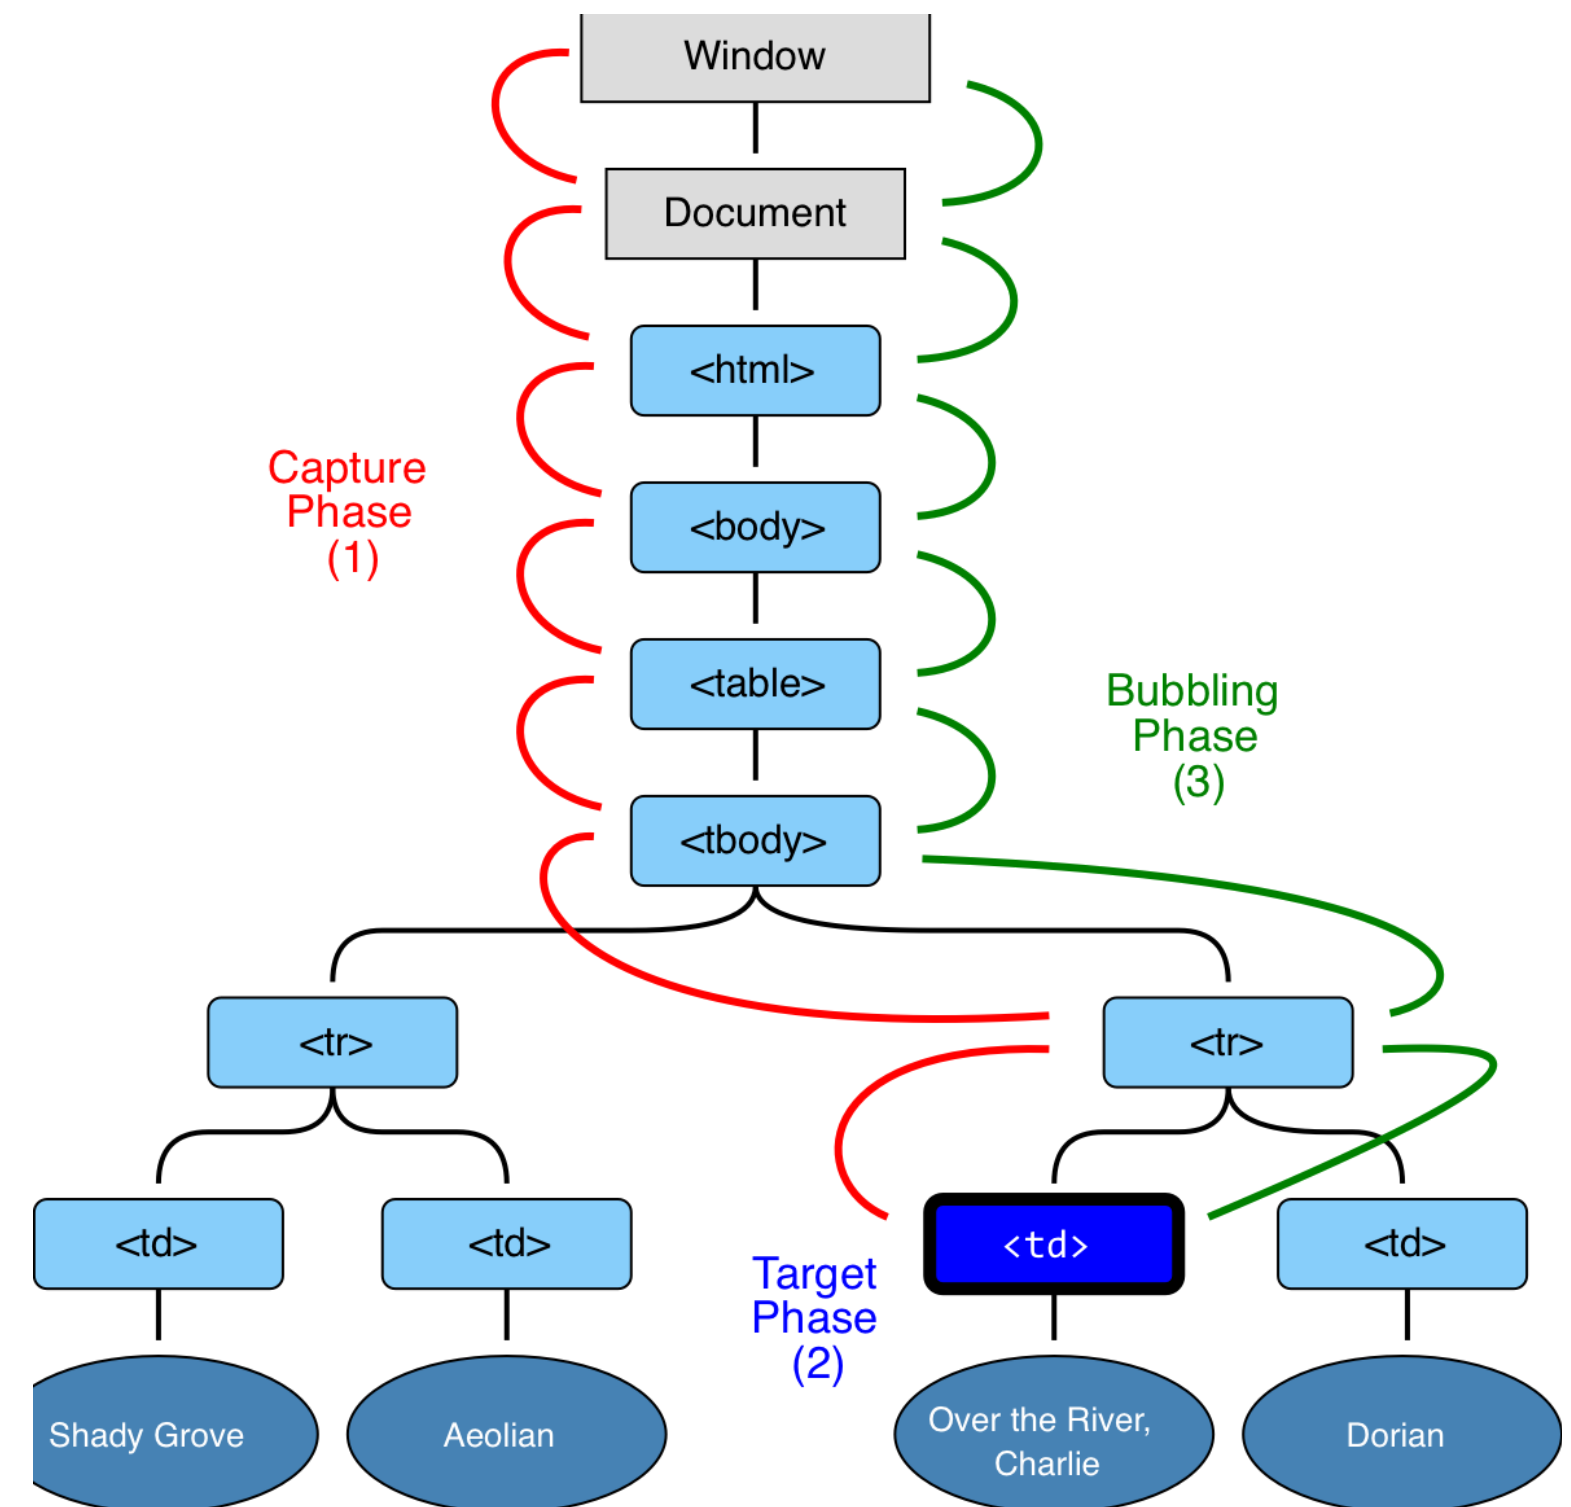 Window
Document
<html>
Capture
Phase
(1)
<body>
<table>
Bubbling
Phase
(3)
<tbody>
<tr>
<tr>
<td>
<td>
<td>
<td>
Target
Phase
(2)
Shady Grove
Aeolian
Over the River,
Charlie
Dorian